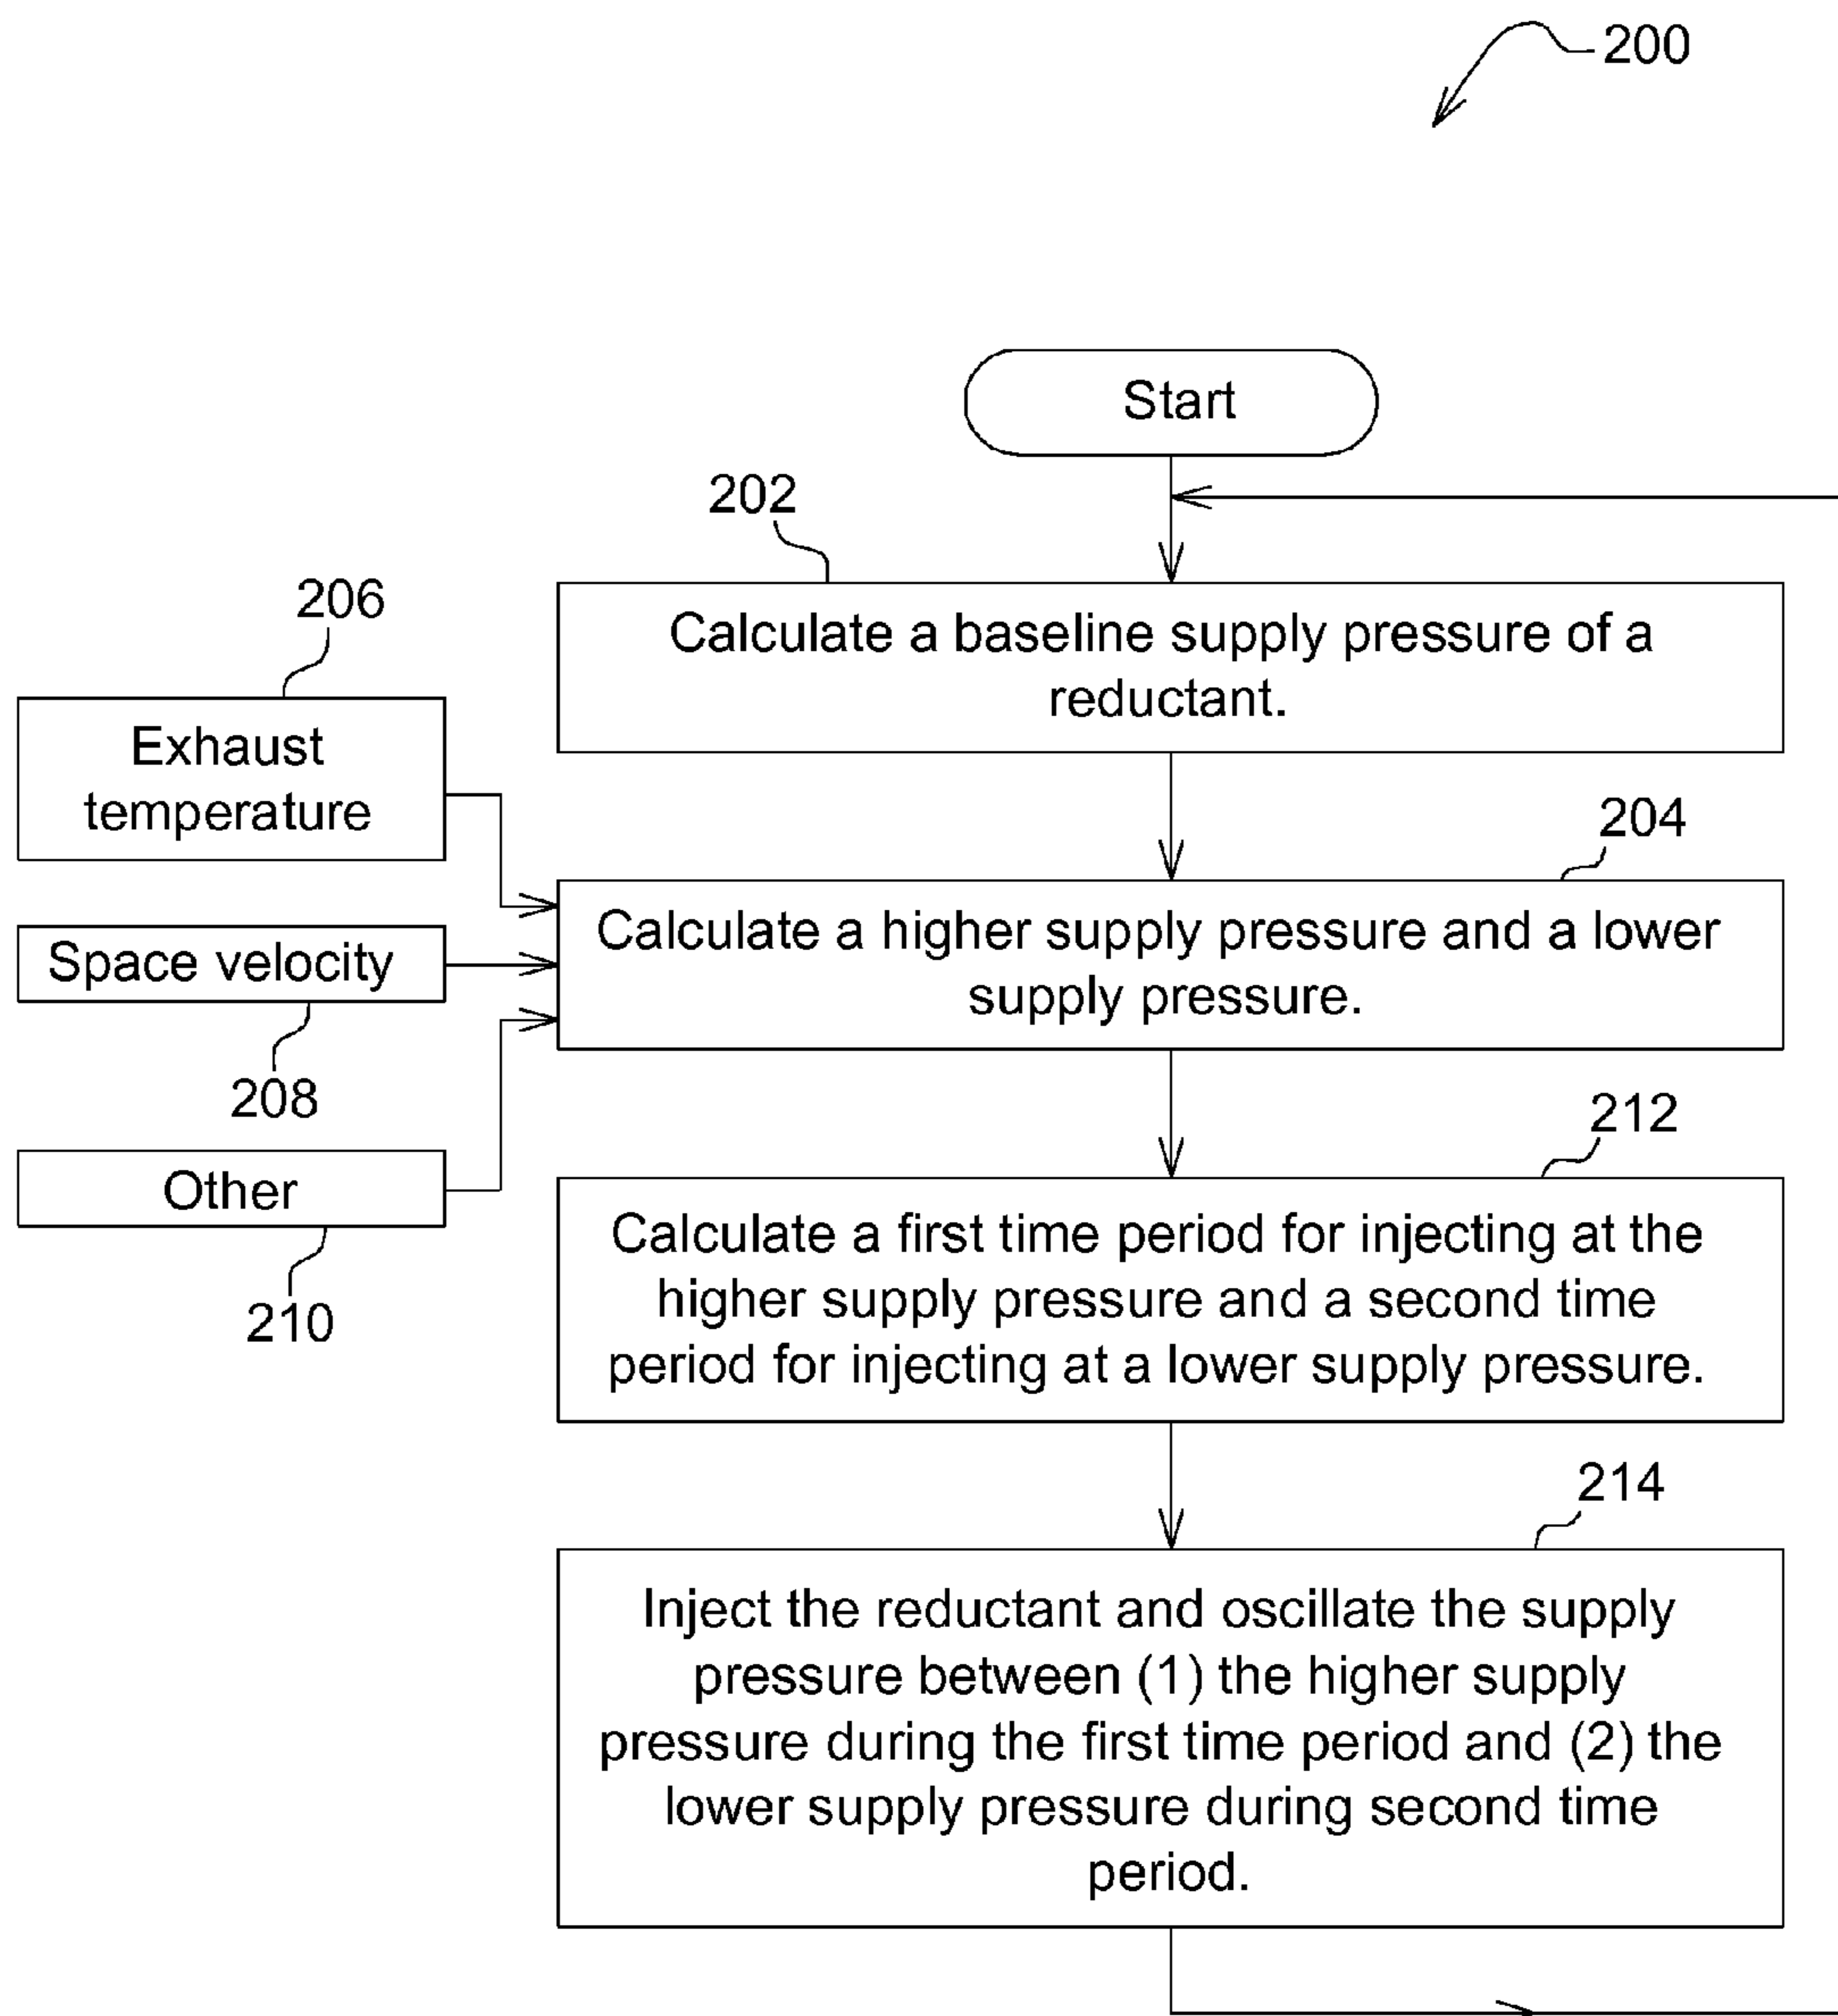 200
Start
202
Calculate a baseline supply pressure of a
reductant.
206
Exhaust
temperature
204
Calculate a higher supply pressure and a lower
supply pressure.
Space velocity
208
Other
210
212
Calculate a first time period for injecting at the
higher supply pressure and a second time
period for injecting at a lower supply pressure.
214
Inject the reductant and oscillate the supply
pressure between (1) the higher supply
pressure during the first time period and (2) the
lower supply pressure during second time
period.